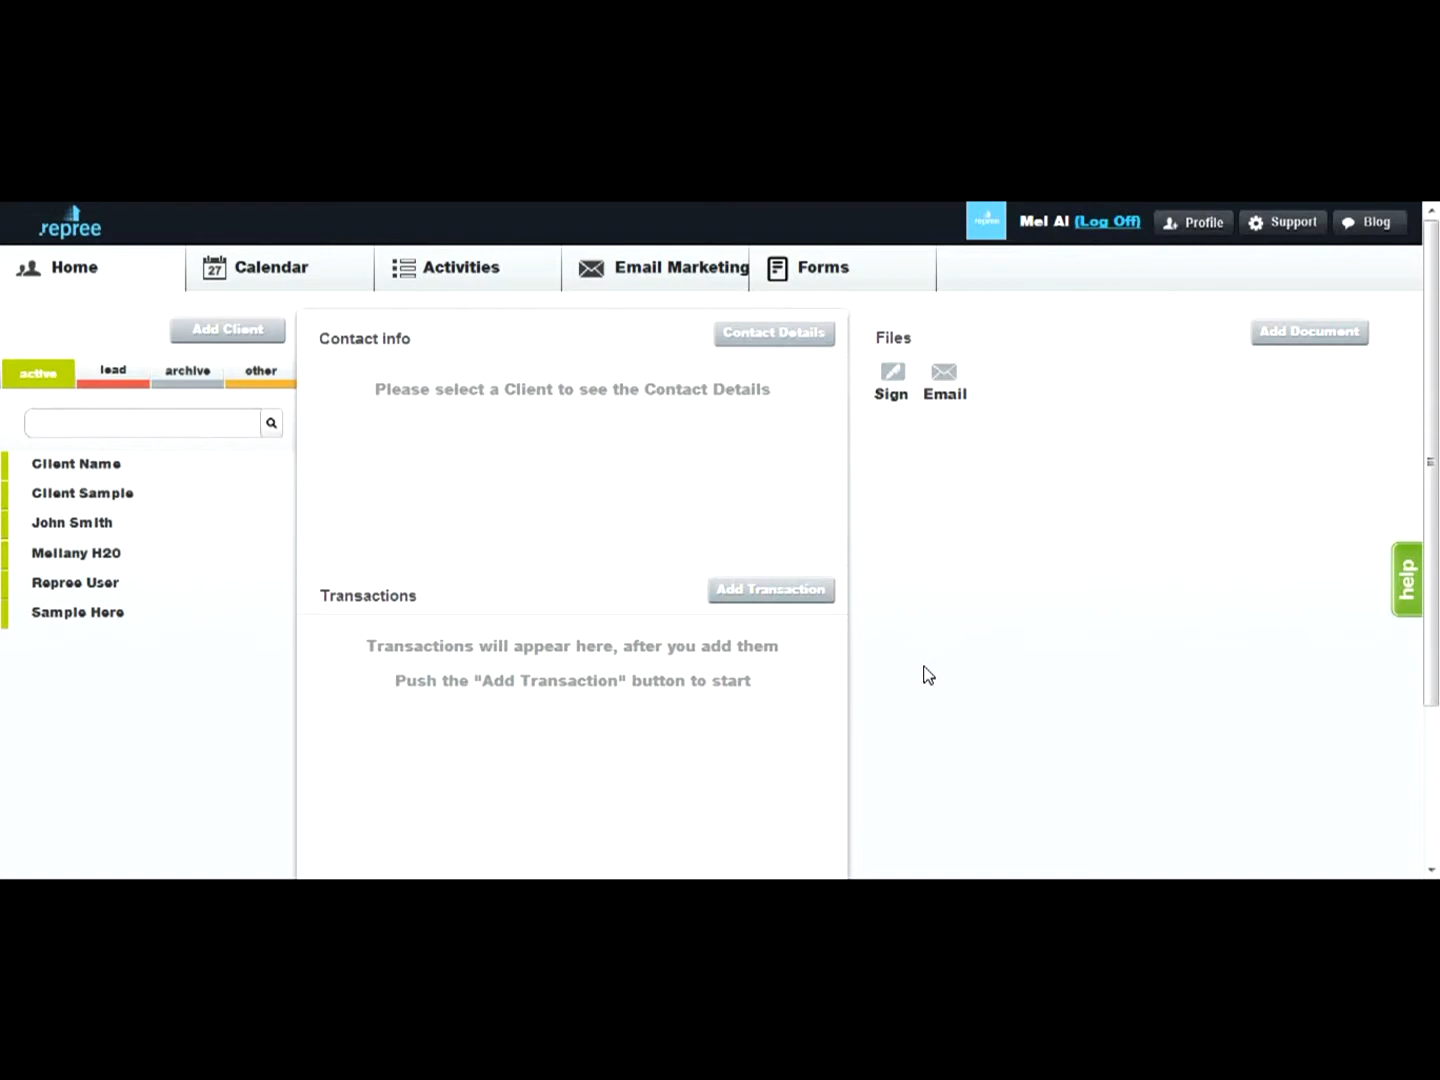 repree
repree
Mel Al (Log Off)
Profile
Support
Blog
Home
27
Calendar
Activities
Email Marketing
Forms
Add Client
active
lead
archive
other
Client Name
Client Sample
John Smith
Mellany H20
Repree User
Sample Here
Contact info
Contact Details
Please select a Client to see the Contact Details
Transactions
Add Transaction
Transactions will appear here, after you add them
Push the "Add Transaction" button to start
Files
Add Document
Sign
Email
help